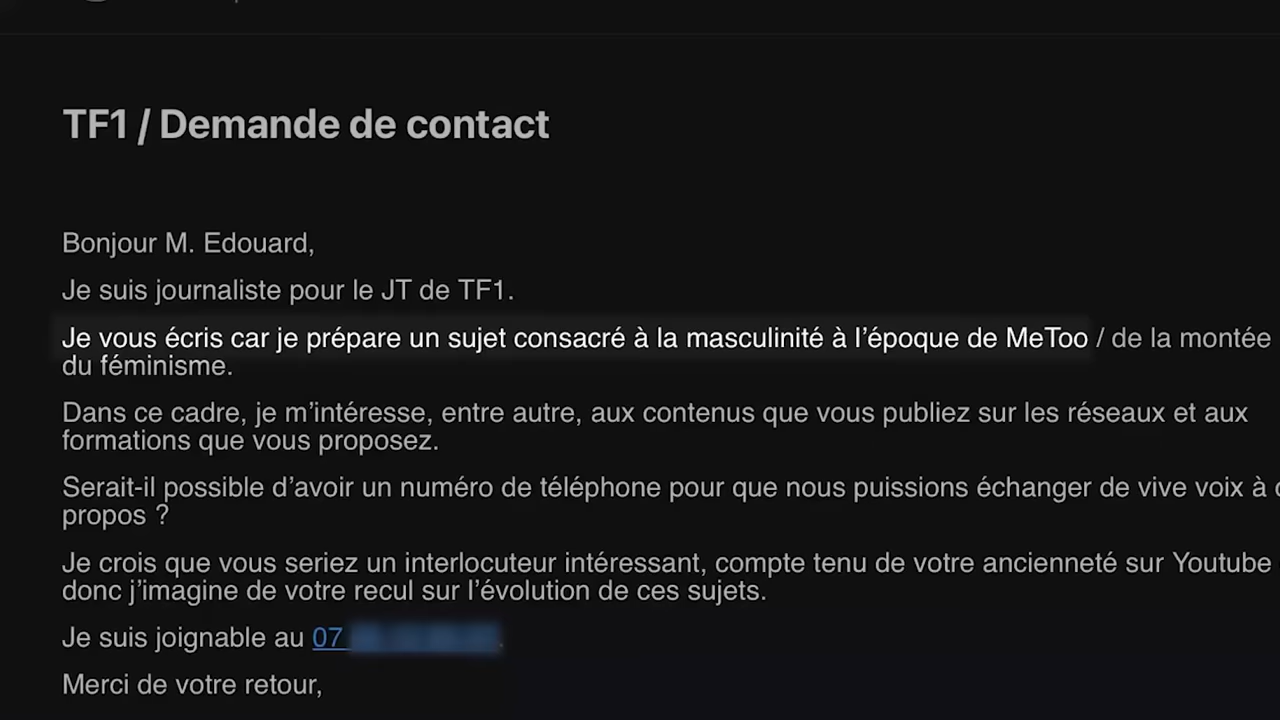 TF1 / Demande de contact
Bonjour M. Edouard,
Je suis journaliste pour le JT de TF1.
Je vous écris car je prépare un sujet consacré à la masculinité à l’époque de MeToo / de la montée
du féminisme.
Dans ce cadre, je m’intéresse, entre autre, aux contenus que vous publiez sur les réseaux et aux
formations que vous proposez.
Serait-il possible d’avoir un numéro de téléphone pour que nous puissions échanger de vive voix à
propos ?
Je crois que vous seriez un interlocuteur intéressant, compte tenu de votre ancienneté sur Youtube
donc j’imagine de votre recul sur l’évolution de ces sujets.
Je suis joignable au 07
Merci de votre retour,